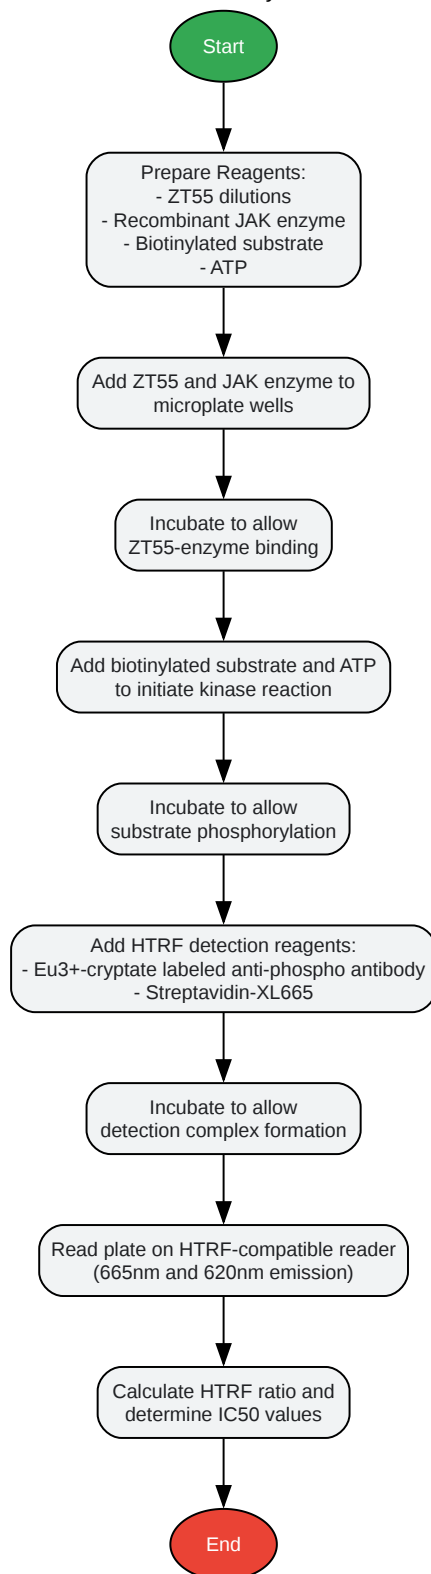 Start
Prepare Reagents:
- ZT55 dilutions
- Recombinant JAK enzyme
- Biotinylated substrate
- ATP
Add ZT55 and JAK enzyme to
microplate wells
Incubate to allow
ZT55-enzyme binding
Add biotinylated substrate and ATP
to initiate kinase reaction
Incubate to allow
substrate phosphorylation
Add HTRF detection reagents:
- Eu3+-cryptate labeled anti-phospho antibody
- Streptavidin-XL665
Incubate to allow
detection complex formation
Read plate on HTRF-compatible reader
(665nm and 620nm emission)
Calculate HTRF ratio and
determine IC50 values
End